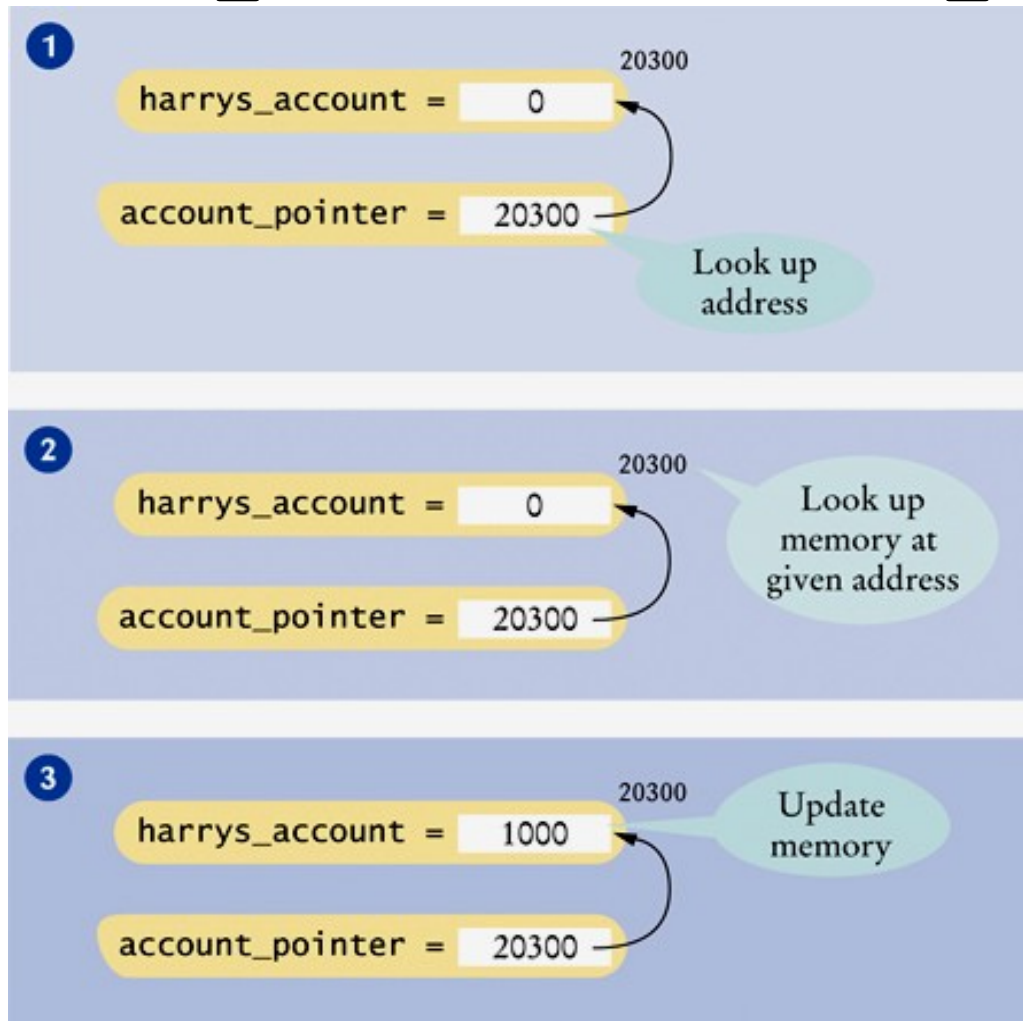 1
20300
harrys_account = 0
account_pointer = 20300
Look up
address
2
20300
harrys_account = 0
Look up
memory at
given address
account_pointer = 20300
3
20300
harrys_account = 1000
Update
memory
account_pointer = 20300